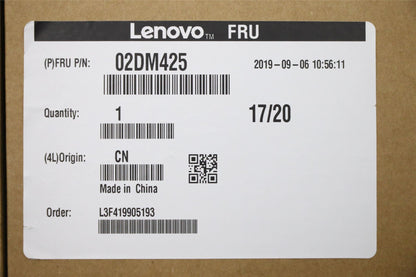 Lenovo™ FRU
(P)FRU P/N: 02DM425 2019-09-06 10:56:11
Quantity: 1 17/20
(4L)Origin: CN
Made in China
Order: L3F419905193